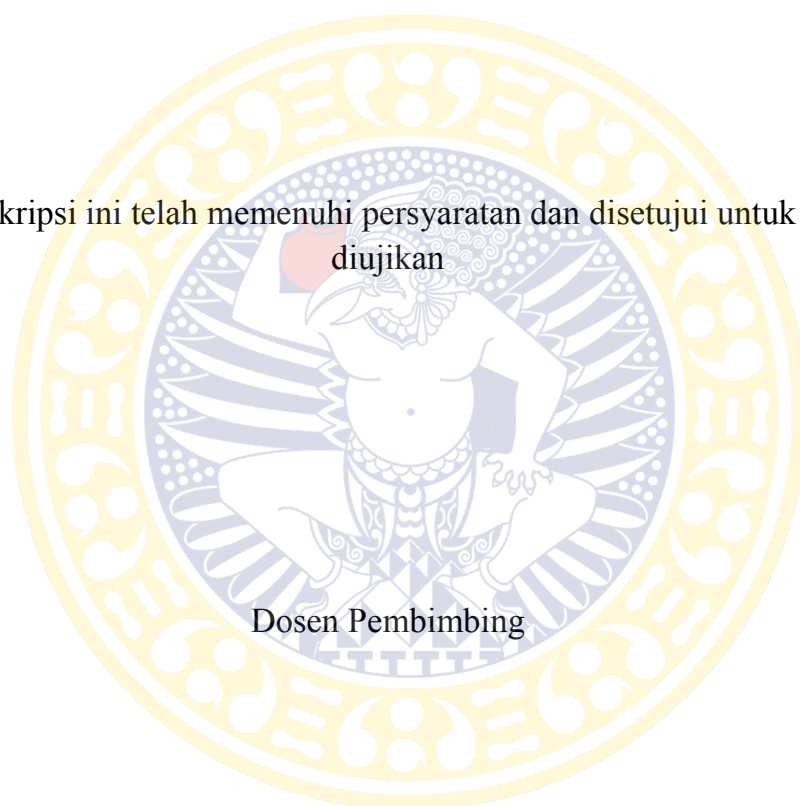 kripsi ini telah memenuhi persyaratan dan disetujui untuk
diujikan
Dosen Pembimbing